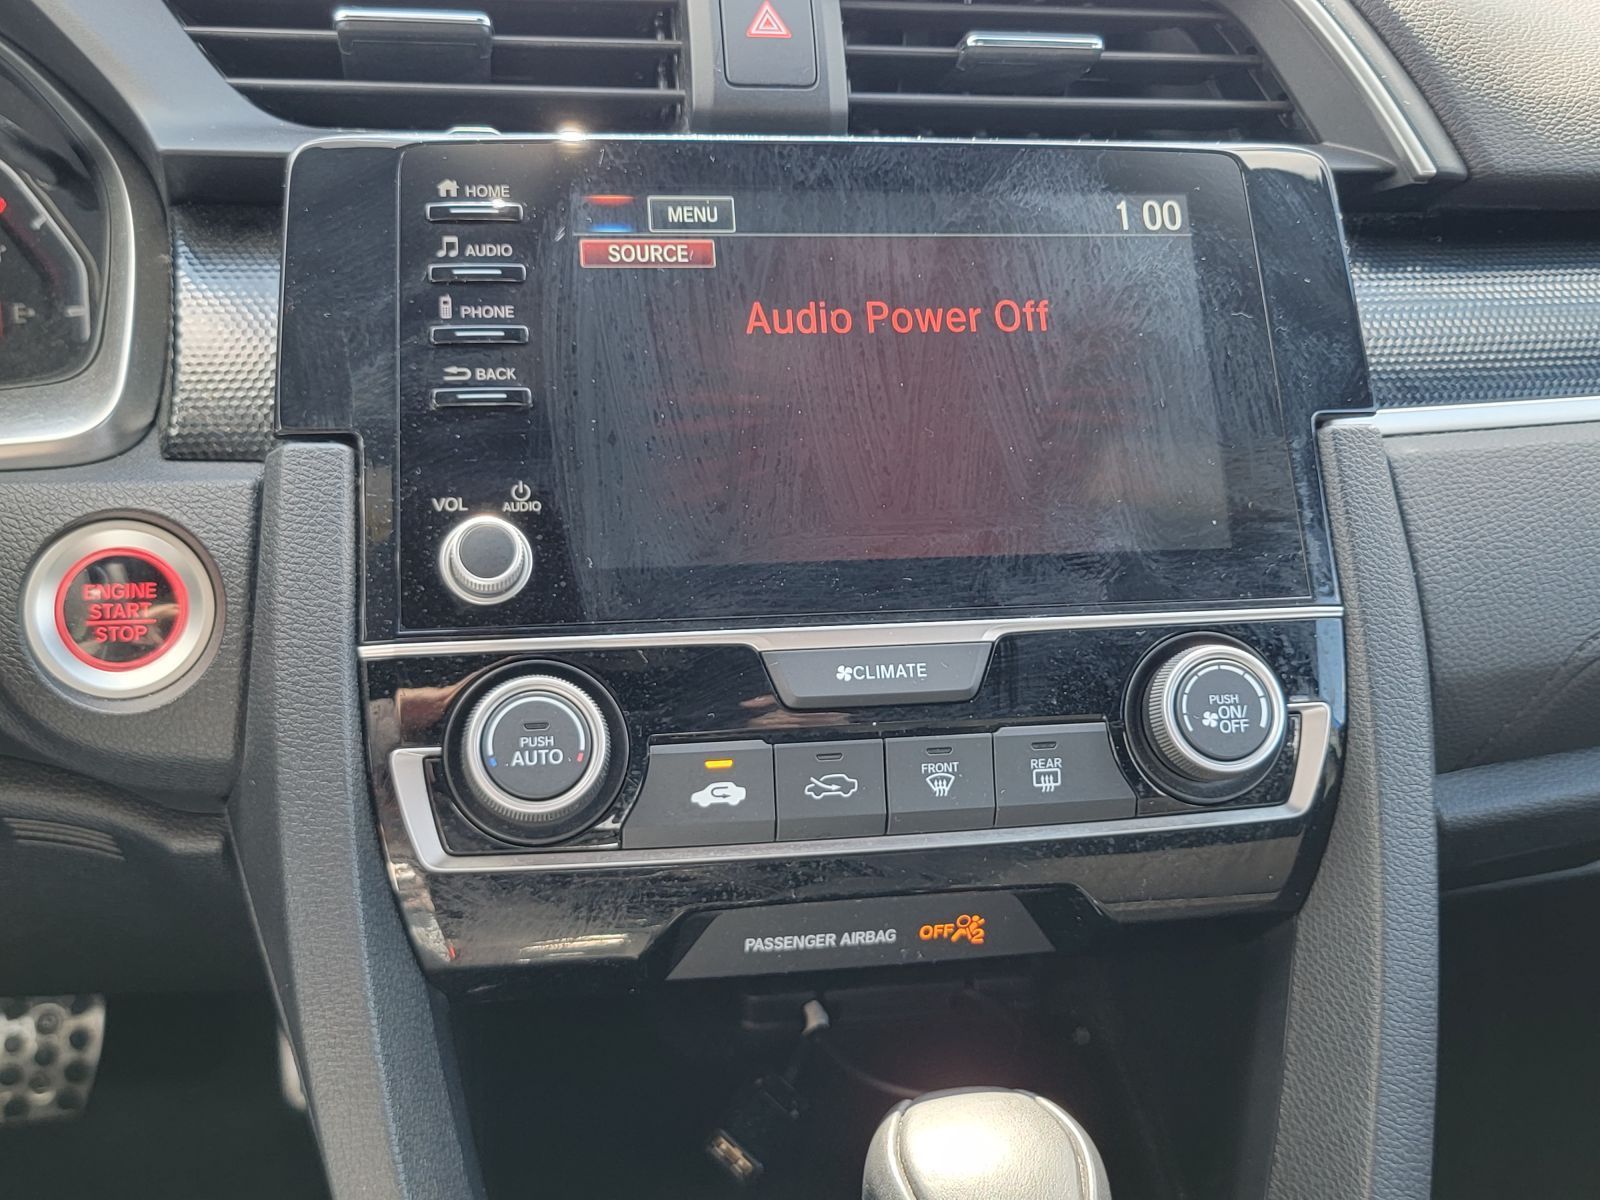 HOME
MENU
1 00
AUDIO
SOURCE
Audio Power Off
PHONE
BACK
E
VOL
AUDIO
ENGINE
START
STOP
CLIMATE
PUSH
AUTO
FRONT
REAR
PUSH
ON/
OFF
PASSENGER AIRBAG
OFF
2